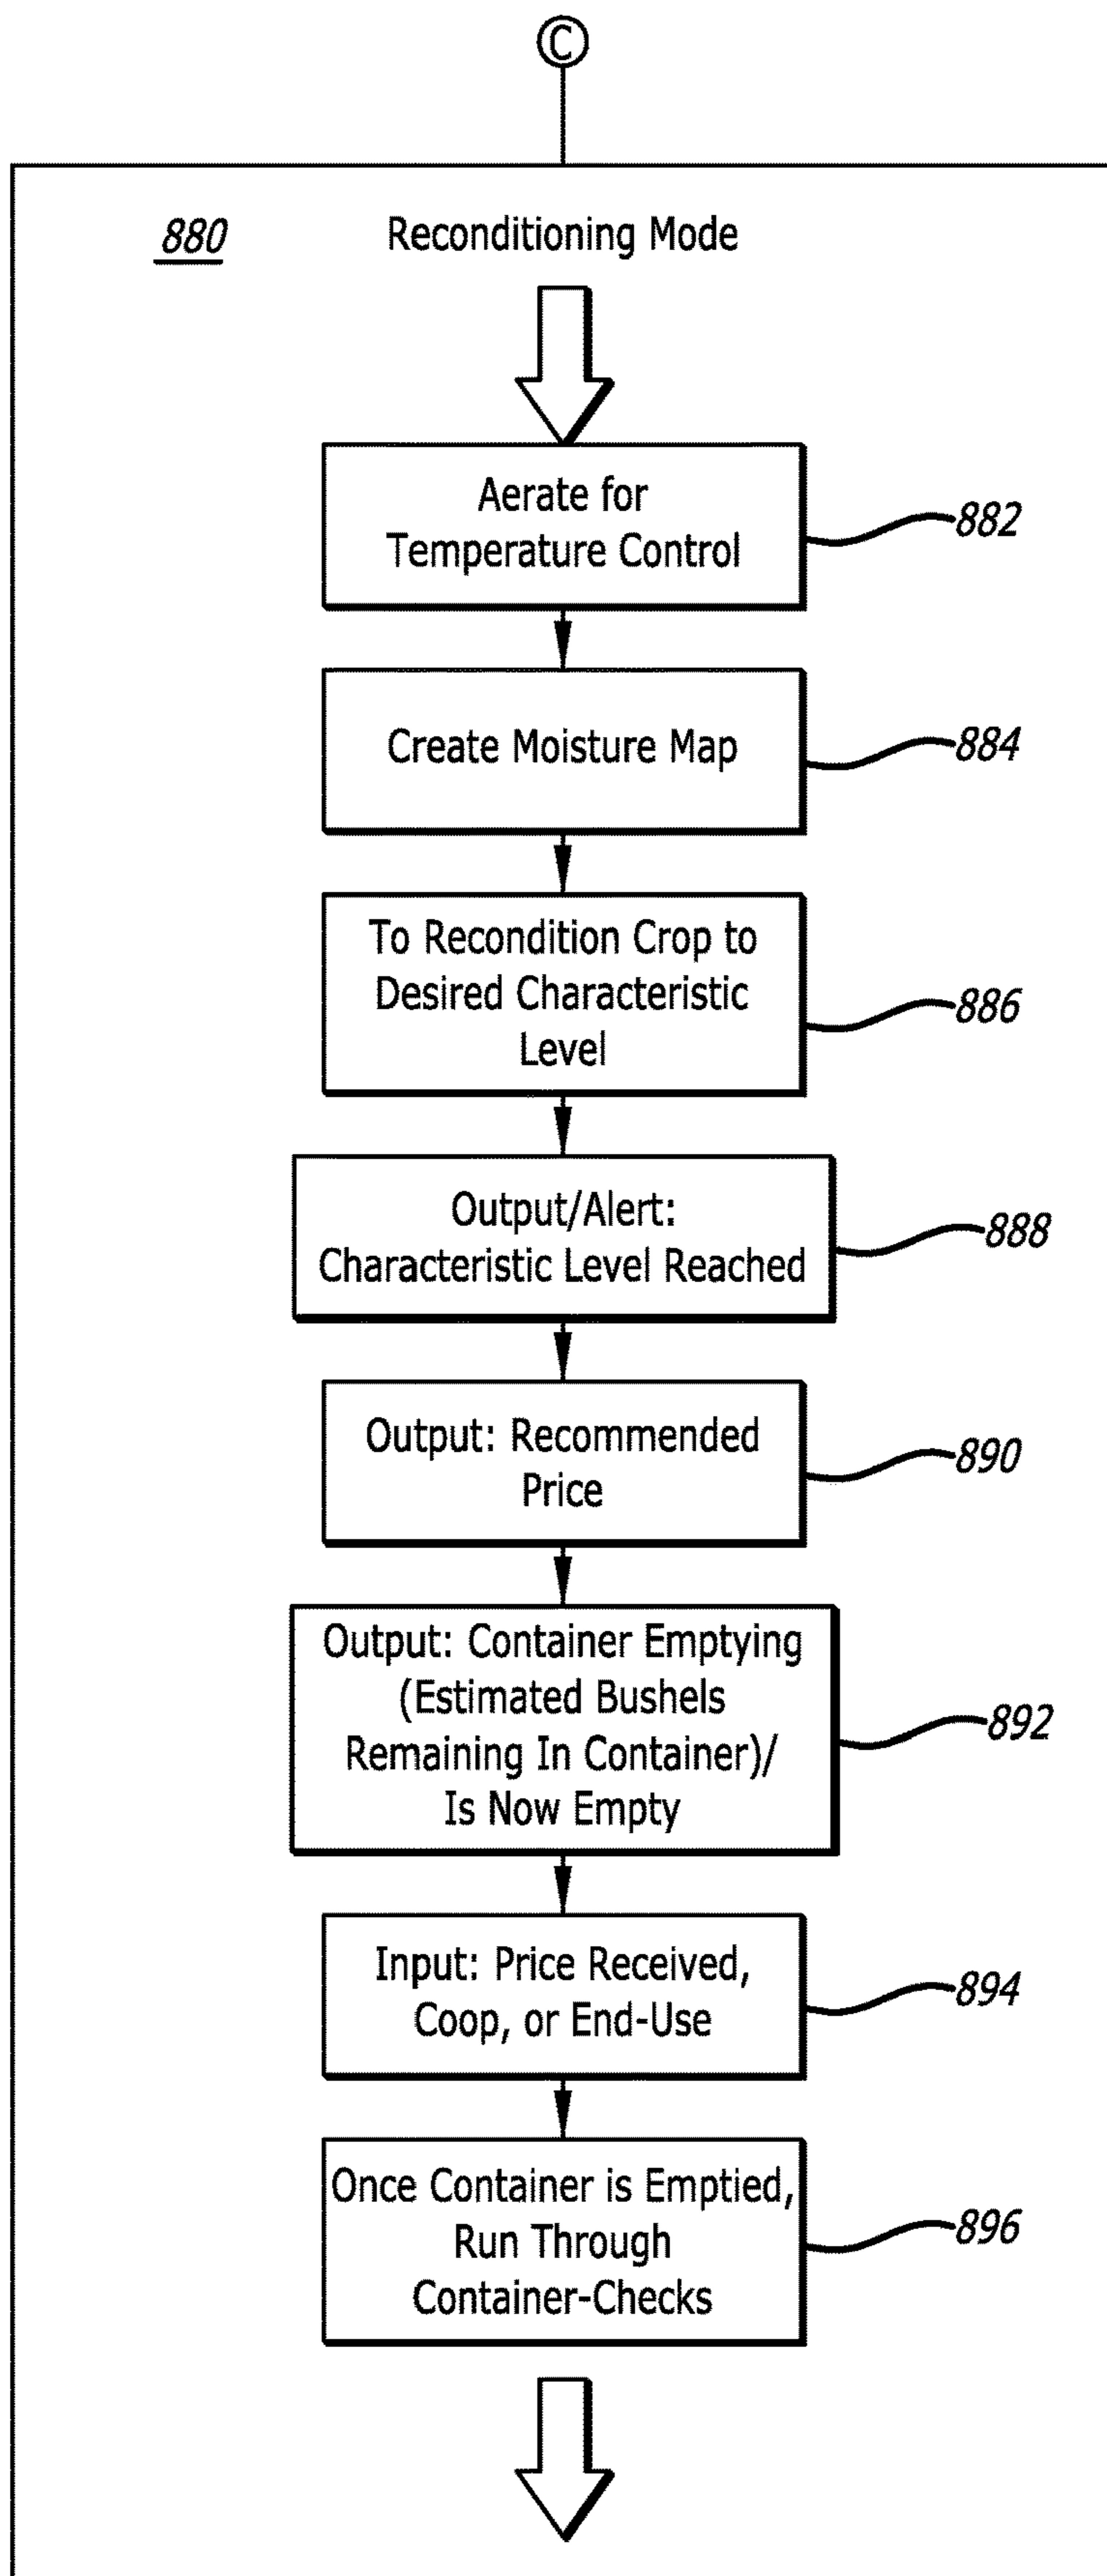 C
880
Reconditioning Mode
Aerate for
Temperature Control
882
Create Moisture Map
884
To Recondition Crop to
Desired Characteristic
Level
886
Output/Alert:
Characteristic Level Reached
888
Output: Recommended
Price
890
Output: Container Emptying
(Estimated Bushels
Remaining In Container)/
Is Now Empty
892
Input: Price Received,
Coop, or End-Use
894
Once Container is Emptied,
Run Through
Container-Checks
896